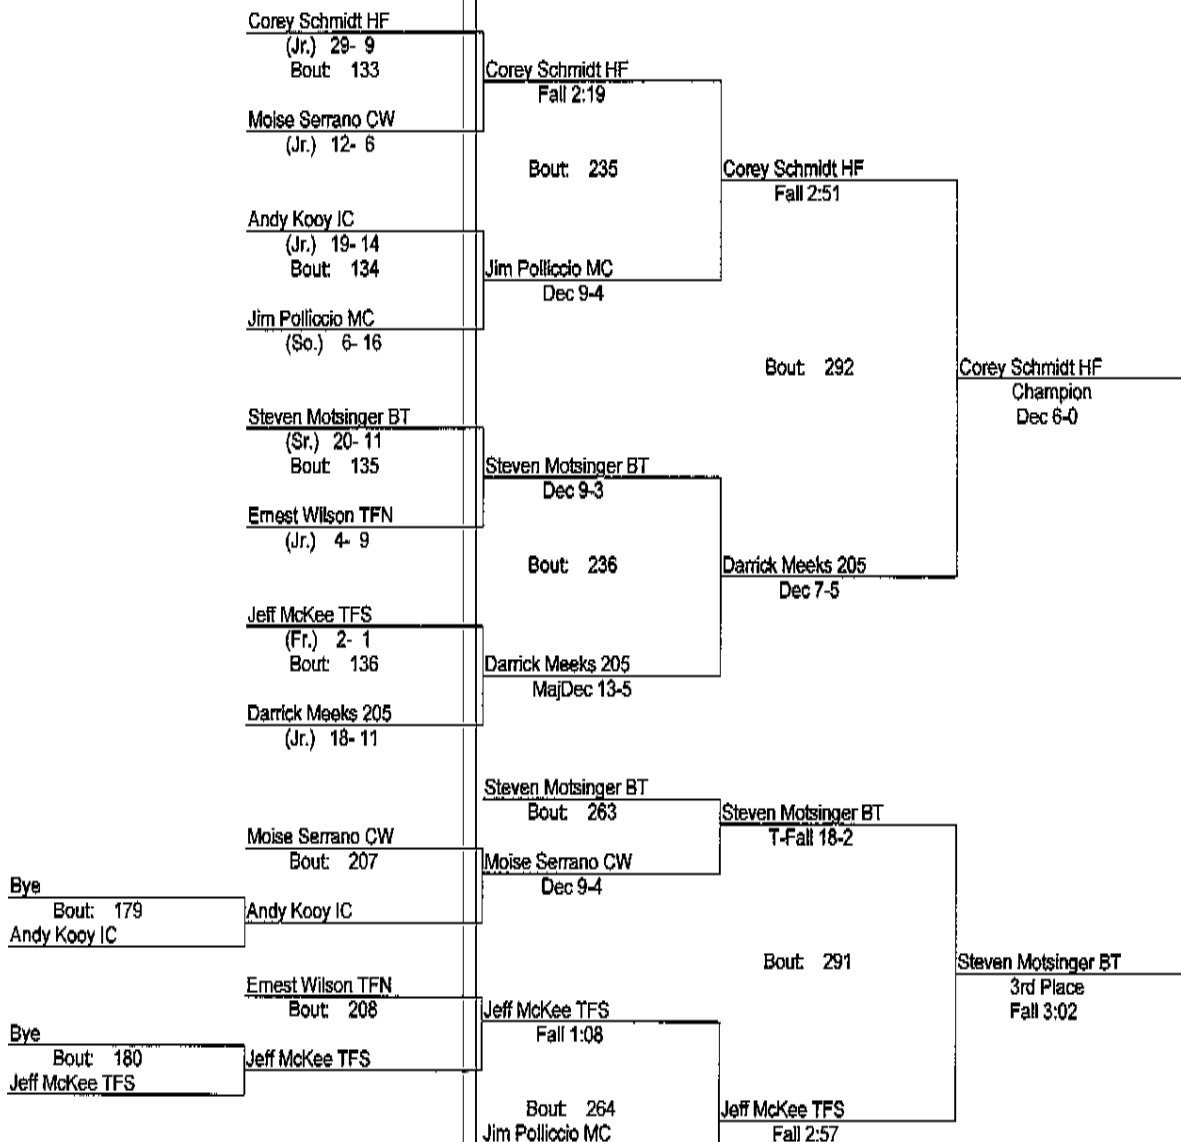 Corey Schmidt HF
(Jr.) 29- 9
Bout: 133
Moise Serrano CW
(Jr.) 12- 6
Andy Kooy IC
(Jr.) 19- 14
Bout: 134
Jim Polliccio MC
(So.) 6- 16
Steven Motsinger BT
(Sr.) 20- 11
Bout: 135
Ernest Wilson TFN
(Jr.) 4- 9
Jeff McKee TFS
(Fr.) 2- 1
Bout: 136
Darrick Meeks 205
(Jr.) 18- 11
Corey Schmidt HF
Fall 2:19
Bout: 235
Jim Polliccio MC
Dec 9-4
Steven Motsinger BT
Dec 9-3
Bout: 236
Darrick Meeks 205
MajDec 13-5
Corey Schmidt HF
Fall 2:51
Bout: 292
Darrick Meeks 205
Dec 7-5
Corey Schmidt HF
Champion
Dec 6-0
Bye
Bout: 179
Andy Kooy IC
Bye
Bout: 180
Jeff McKee TFS
Moise Serrano CW
Bout: 207
Andy Kooy IC
Ernest Wilson TFN
Bout: 208
Jeff McKee TFS
Steven Motsinger BT
Bout: 263
Moise Serrano CW
Dec 9-4
Jeff McKee TFS
Fall 1:08
Bout: 264
Jim Polliccio MC
Steven Motsinger BT
T-Fall 18-2
Bout: 291
Jeff McKee TFS
Fall 2:57
Steven Motsinger BT
3rd Place
Fall 3:02